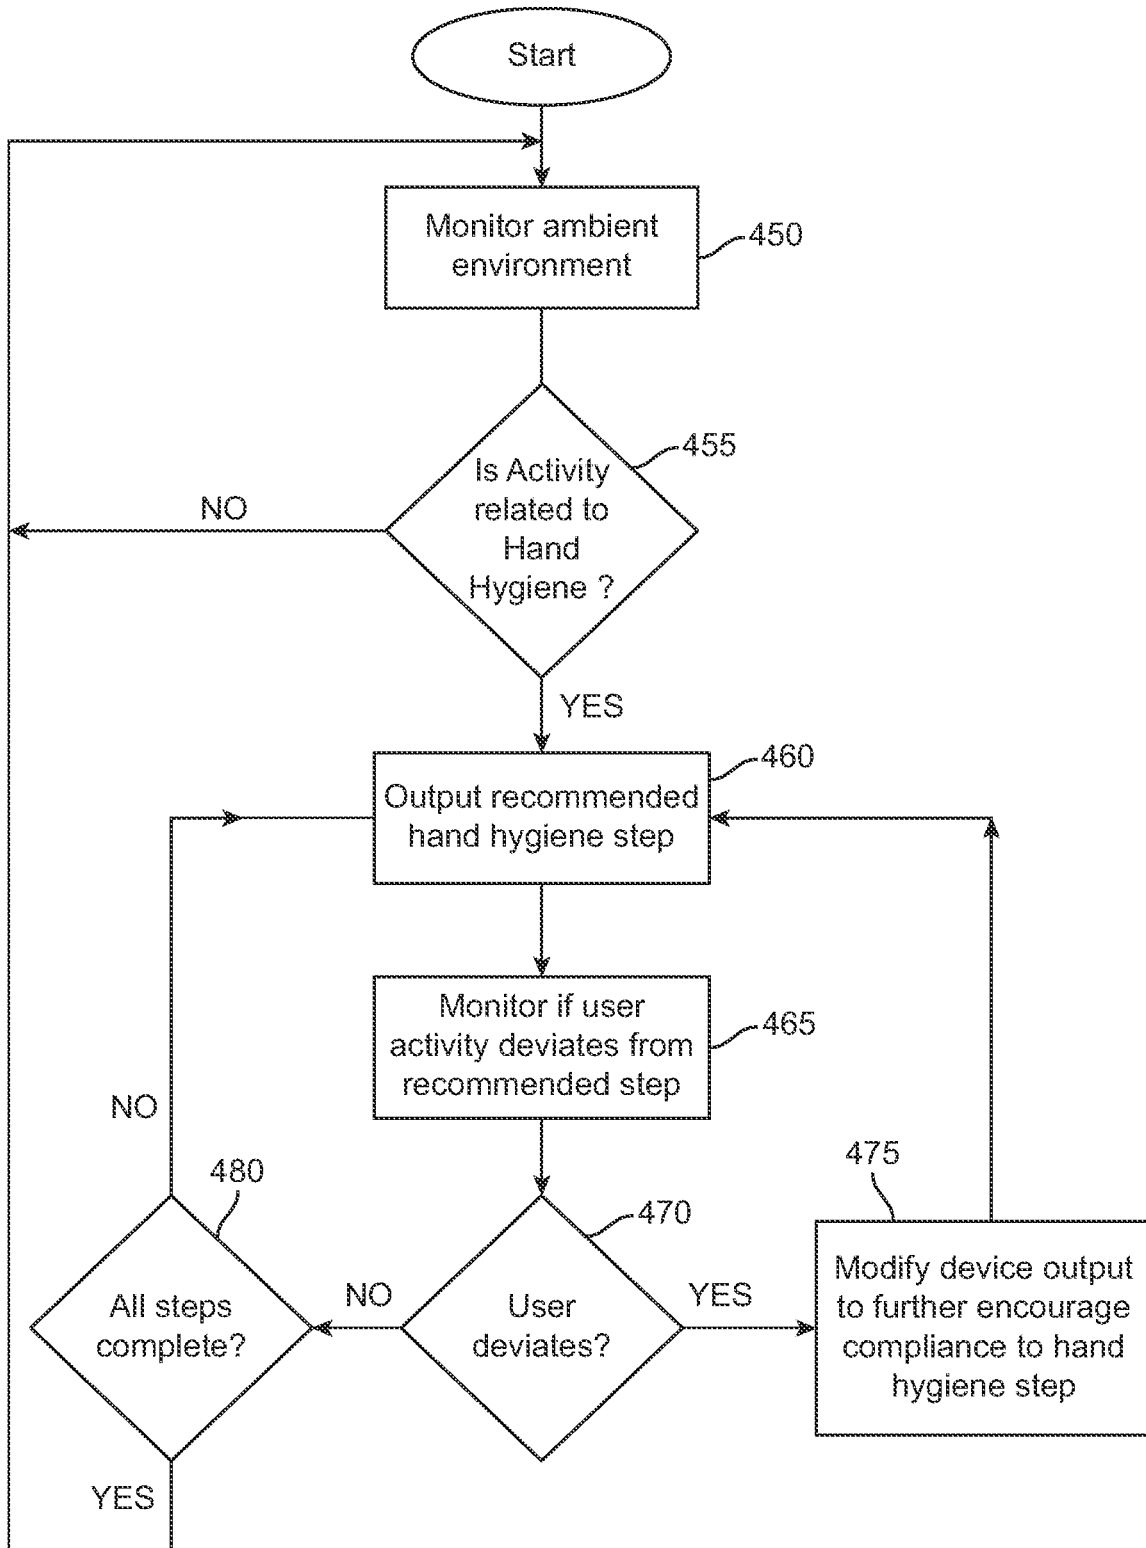 Start
Monitor ambient
environment
450
455
Is Activity
related to
Hand
Hygiene ?
NO
YES
460
Output recommended
hand hygiene step
Monitor if user
activity deviates from
recommended step
465
NO
480
470
475
All steps
complete?
NO
User
deviates?
YES
Modify device output
to further encourage
compliance to hand
hygiene step
YES